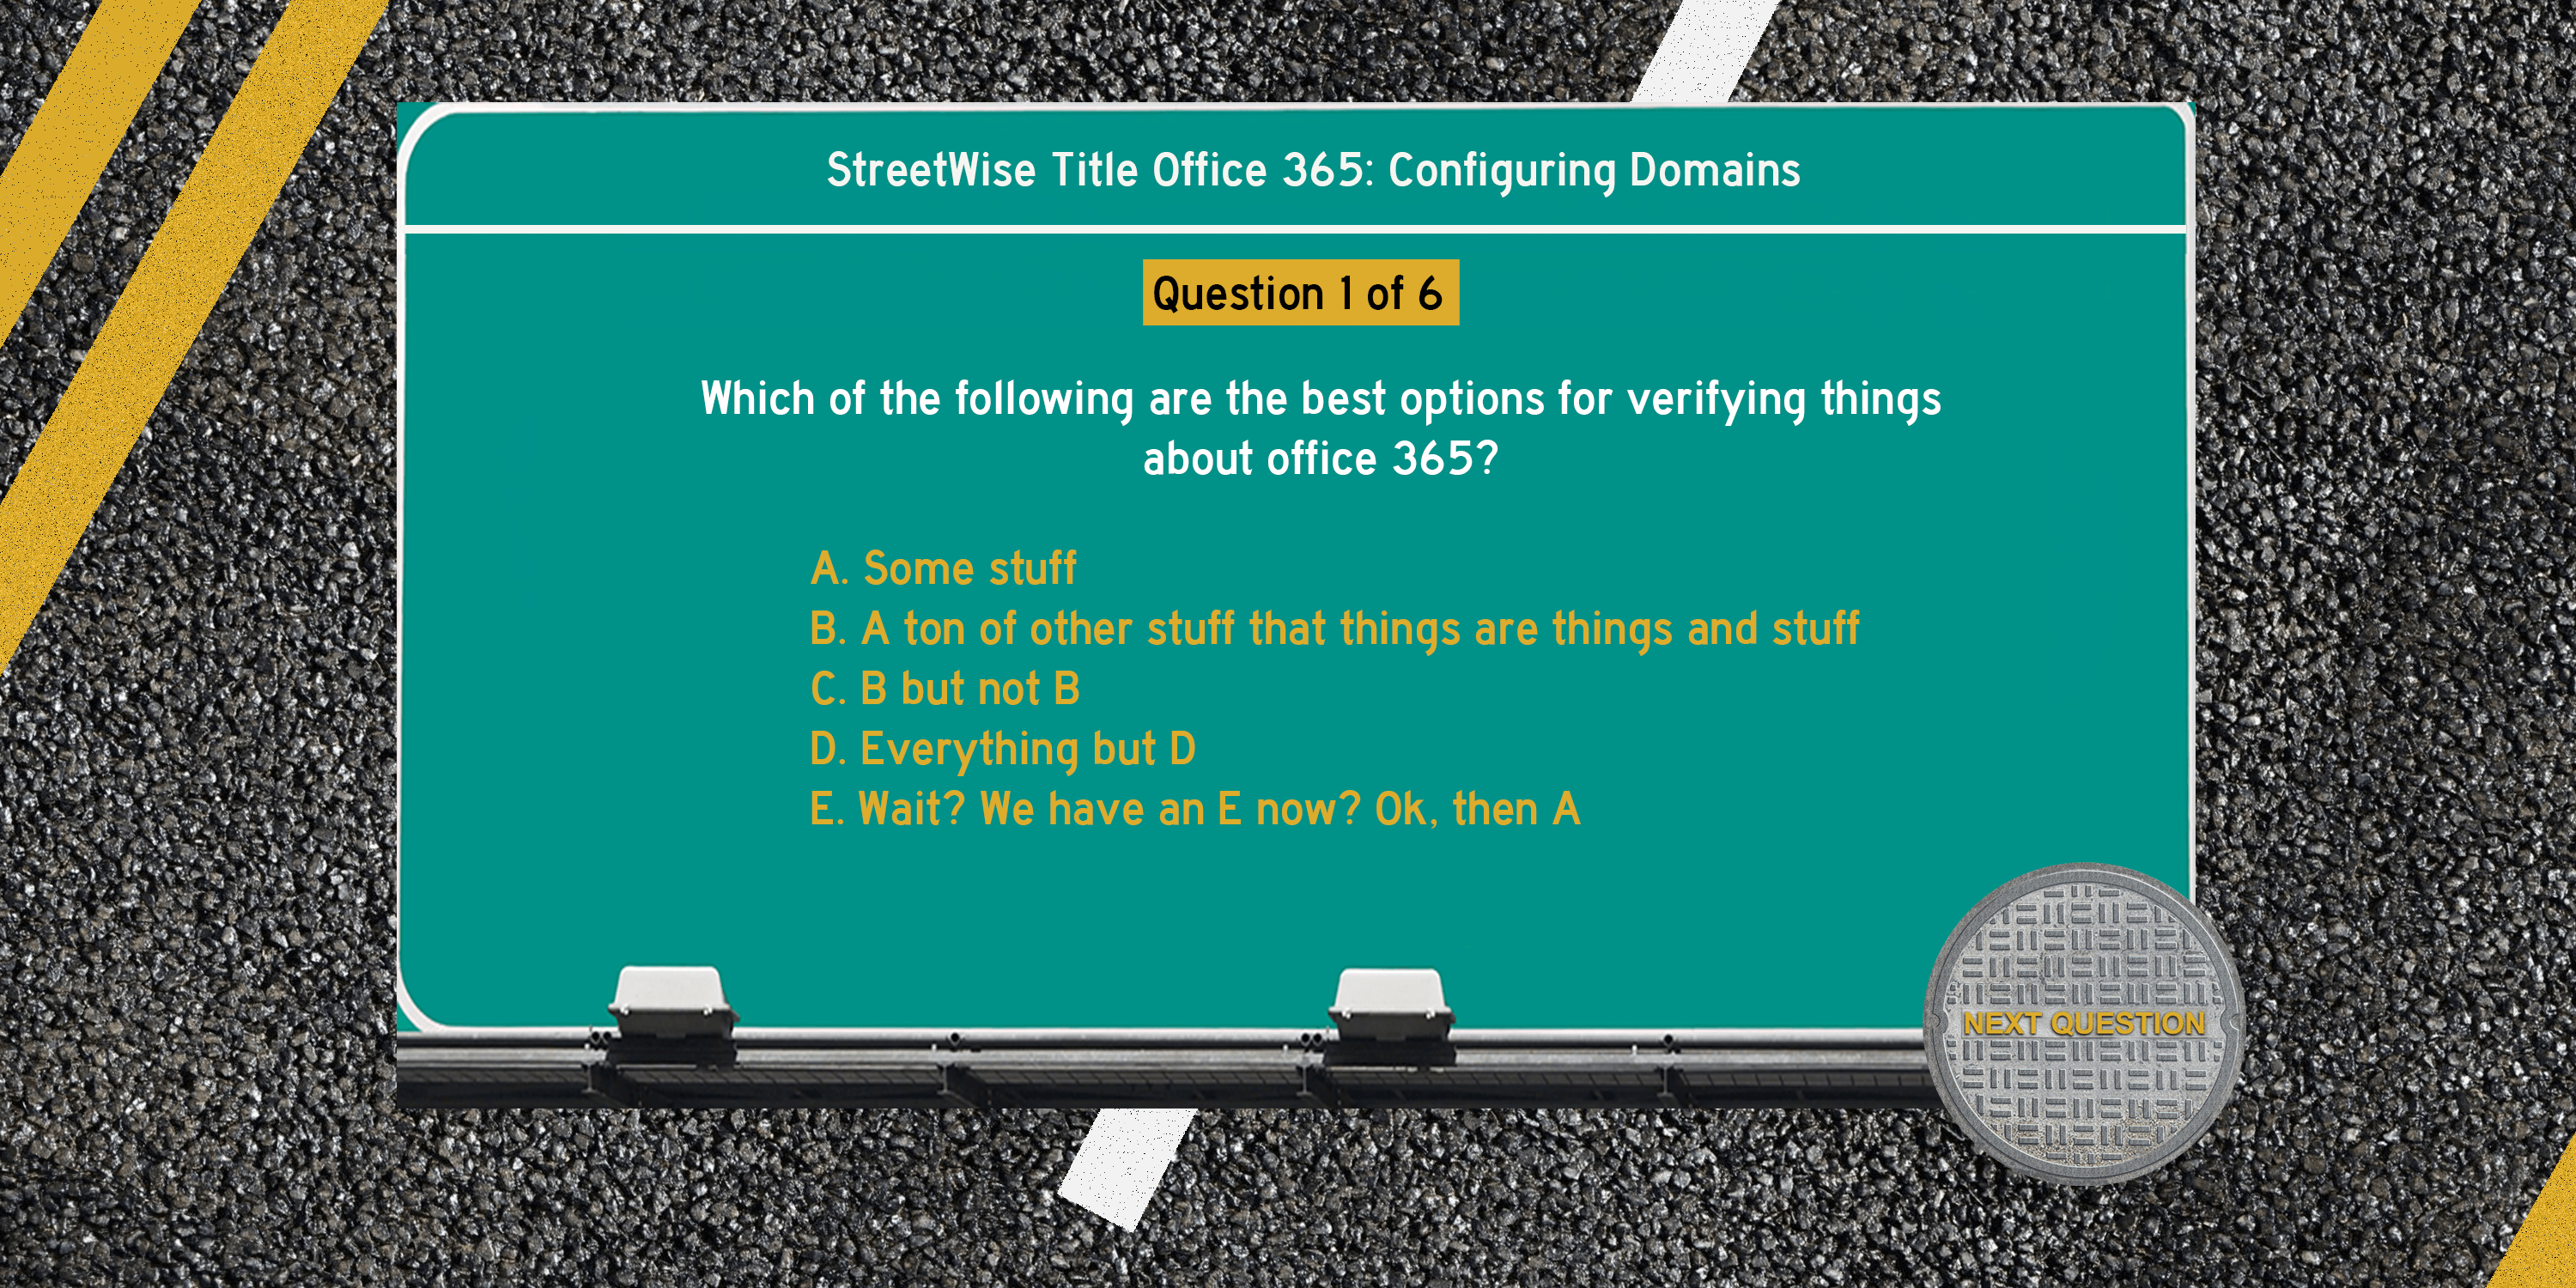 StreetWise Title Office 365: Configuring Domains
Question 1 of 6
Which of the following are the best options for verifying things
about office 365?
A. Some stuff
B. A ton of other stuff that things are things and stuff
C. B but not B
D. Everything but D
E. Wait? We have an E now? Ok, then A
NEXT QUESTION